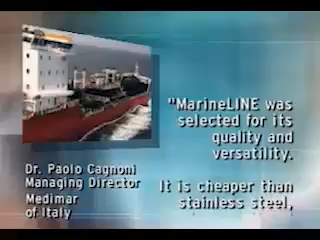 "MarineLINE was
selected for its
quality and
versatility.
It is cheaper than
stainless steel,
Dr. Paolo Cagnoni
Managing Director
Medimar
of Italy